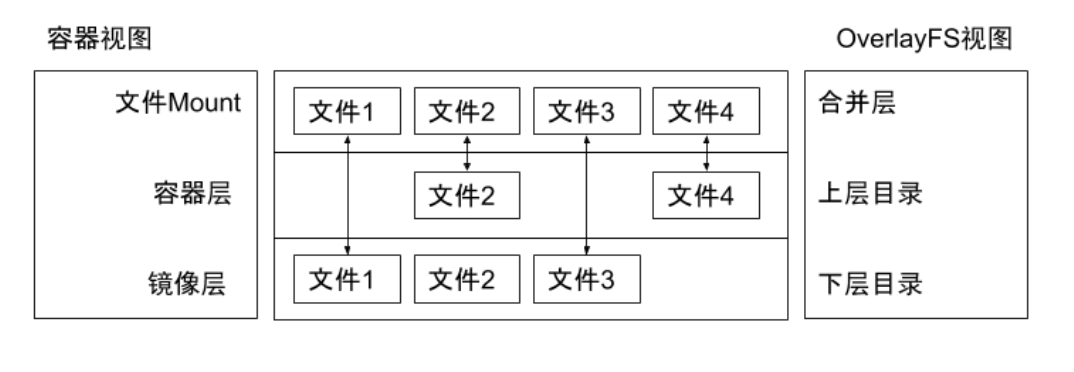 容器视图
OverlayFS视图
文件Mount
文件1
文件2
文件3
文件4
合并层
容器层
文件2
文件4
上层目录
镜像层
文件1
文件2
文件3
下层目录